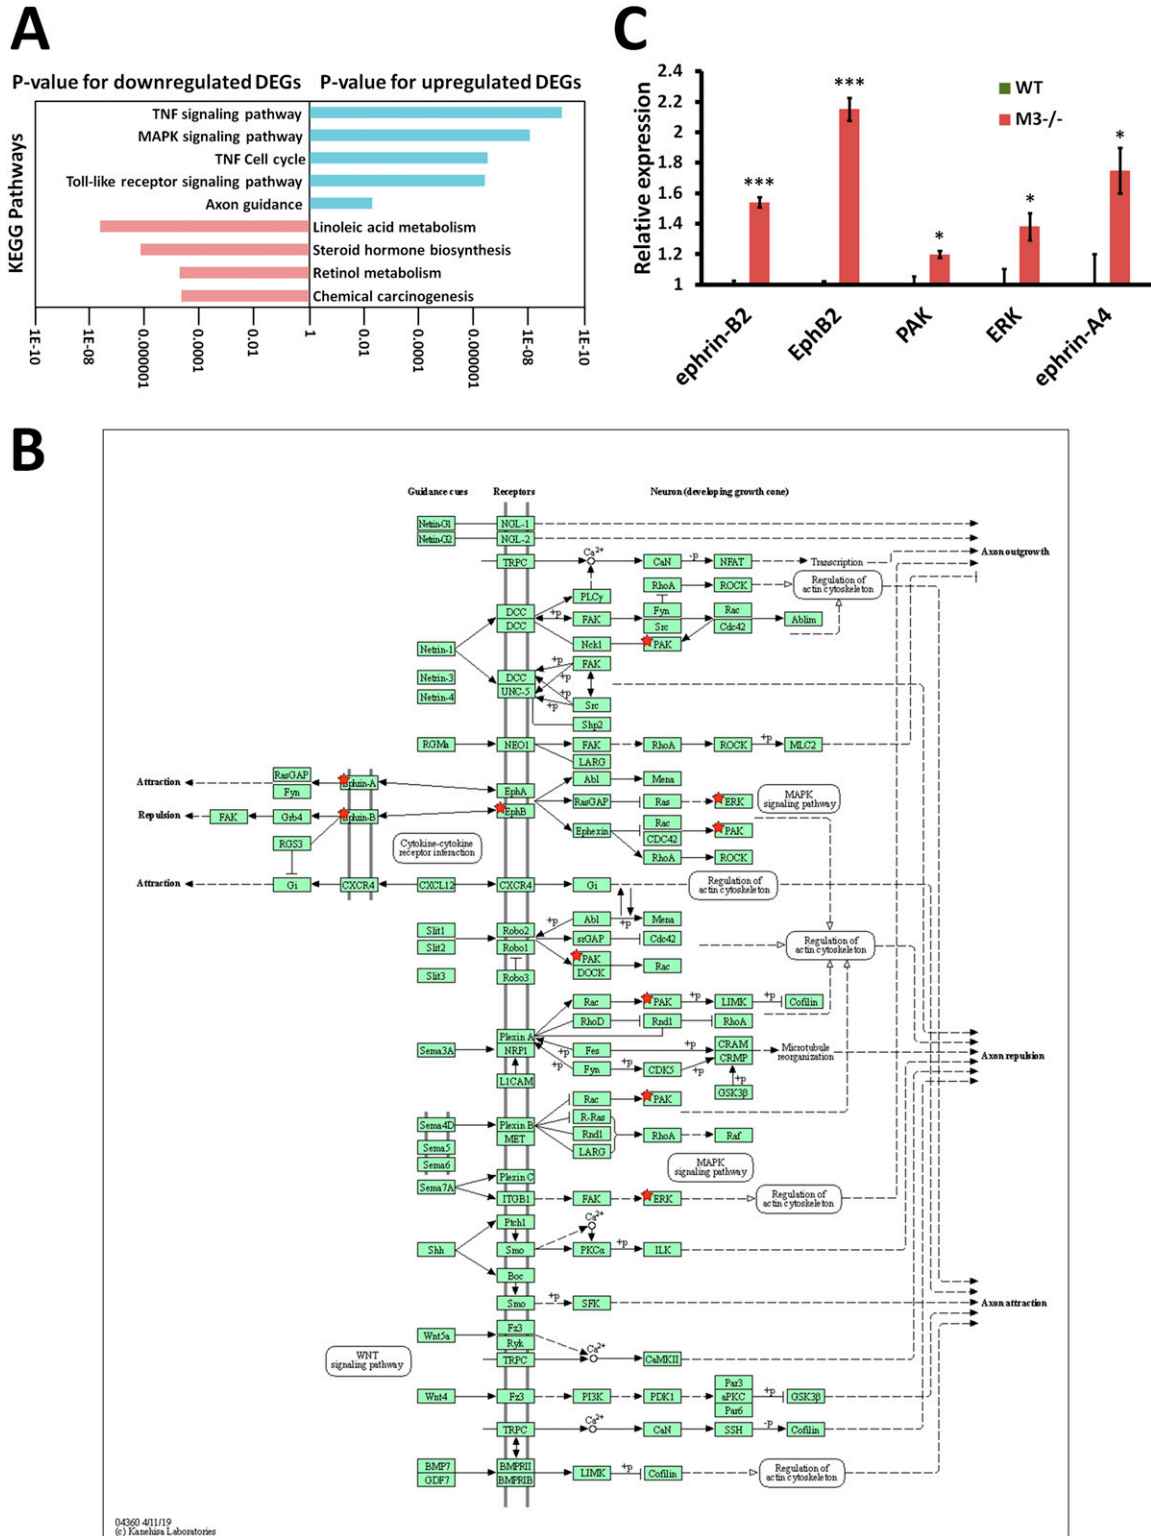 A
P-value for downregulated DEGs
P-value for upregulated DEGs
KEGG Pathways
TNF signaling pathway
MAPK signaling pathway
TNF Cell cycle
Toll-like receptor signaling pathway
Axon guidance
Linoleic acid metabolism
Steroid hormone biosynthesis
Retinol metabolism
Chemical carcinogenesis
1E-10
1E-08
0.000001
0.0001
0.01
1
0.01
0.0001
0.000001
1E-08
1E-10
C
Relative expression
2.4
2.2
2
1.8
1.6
1.4
1.2
1
WT
M3-/-
***
***
*
*
*
ephrin-B2
EphB2
PAK
ERK
ephrin-A4
B
Guidance cues
Receptors
Neuron (developing growth cone)
Netrin-G1
NGL-1
Netrin-G2
NGL-2
Axon outgrowth
TRPC
Ca2+
CaN
-p
NFAT
Transcription
RhoA
ROCK
Regulation of
actin cytoskeleton
PLCγ
DCC
DCC
+p
FAK
Fyn
Src
Rac
Cdc42
Ablim
Nck1
PAK
Netrin-1
Netrin-3
Netrin-4
DCC
UNC-5
+p
+p
+p
+p
FAK
Src
Shp2
RGMa
NEO1
FAK
LARG
RhoA
ROCK
+p
MLC2
Attraction
RasGAP
Fyn
Ephrin-A
EphA
Abl
Mena
Repulsion
FAK
Grb4
Ephrin-B
EphB
RasGAP
Ras
ERK
MAPK
signaling pathway
RGS3
Cytokine-cytokine
receptor interaction
Ephexin
Rac
CDC42
PAK
RhoA
ROCK
Attraction
Gi
CXCR4
CXCL12
CXCR4
Gi
Regulation of
actin cytoskeleton
Slit1
Slit2
Slit3
Robo2
Robo1
Robo3
+p
Abl
+p
Mena
srGAP
Cdc42
PAK
DOCK
Rac
Regulation of
actin cytoskeleton
Rac
PAK
+p
LIMK
+p
Cofilin
RhoD
Rnd1
RhoA
Sema3A
Plexin A
NRP1
L1CAM
+p
+p
Fes
+p
CRAM
CRMP
Microtubule
reorganization
Axon repulsion
Fyn
CDK5
+p
+p
GSK3β
Rac
PAK
Sema4D
Sema5
Sema6
Plexin B
MET
R-Ras
Rnd1
LARG
RhoA
Raf
MAPK
signaling pathway
Sema7A
Plexin C
ITGB1
FAK
ERK
Regulation of
actin cytoskeleton
Shh
Ptch1
Smo
Boc
Smo
Ca2+
PKCα
+p
ILK
+p
SFK
Axon attraction
WNT
signaling pathway
Wnt5a
Fz3
Ryk
TRPC
Ca2+
CaMKII
Wnt4
Fz3
PI3K
PDK1
Par3
aPKC
Par6
+p
GSK3β
TRPC
Ca2+
CaN
SSH
-p
Cofilin
BMP7
GDF7
BMPRII
BMPRIB
LIMK
+p
Cofilin
Regulation of
actin cytoskeleton
04360 4/11/19
(c) Kanehisa Laboratories